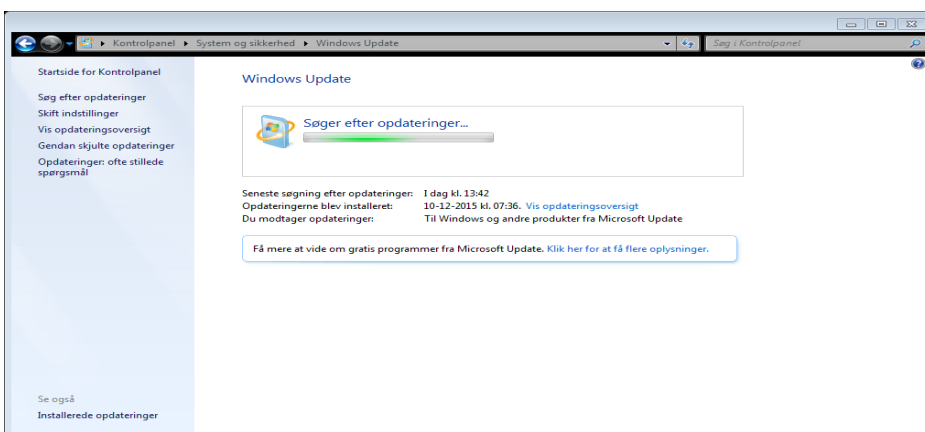 Kontrolpanel ▸ System og sikkerhed ▸ Windows Update
Søg i Kontrolpanel
Startside for Kontrolpanel
Søg efter opdateringer
Skift indstillinger
Vis opdateringsoversigt
Gendan skjulte opdateringer
Opdateringer: ofte stillede
spørgsmål
Se også
Installerede opdateringer
Windows Update
Søger efter opdateringer...
Seneste søgning efter opdateringer: I dag kl. 13:42
Opdateringerne blev installeret: 10-12-2015 kl. 07:36. Vis opdateringsoversigt
Du modtager opdateringer: Til Windows og andre produkter fra Microsoft Update
Få mere at vide om gratis programmer fra Microsoft Update. Klik her for at få flere oplysninger.